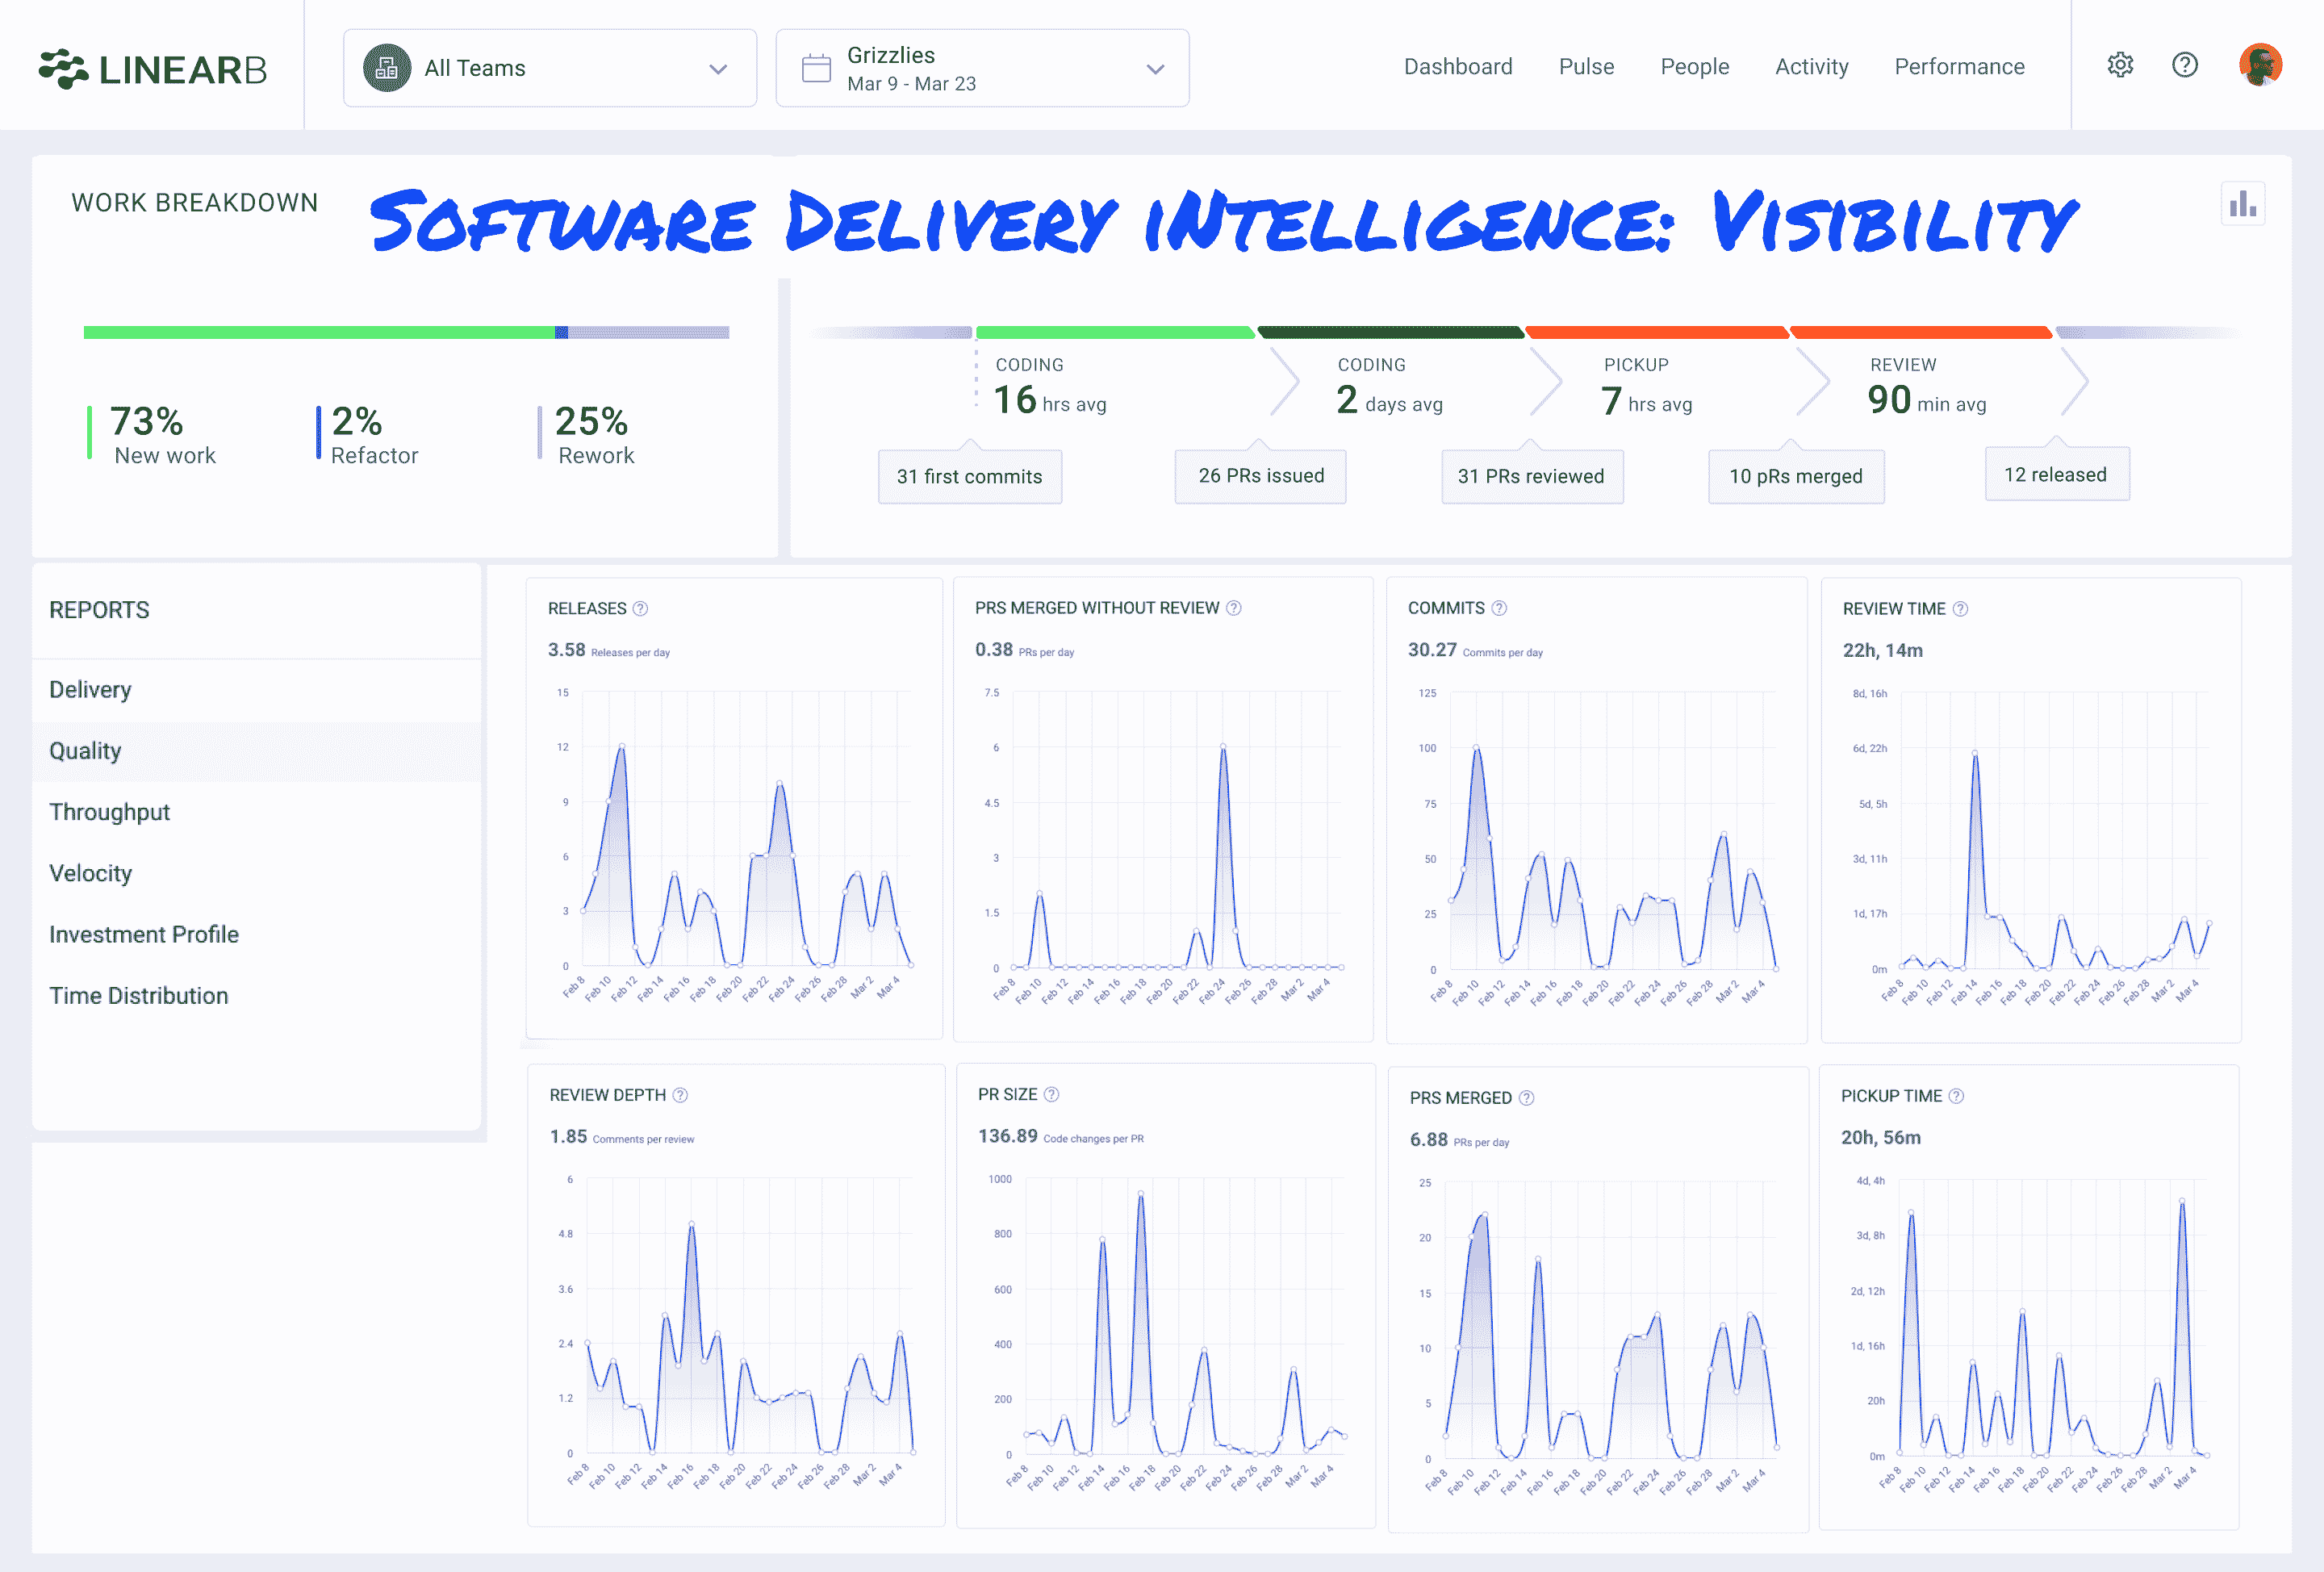 LINEARB
All Teams
Grizzlies
Mar 9 - Mar 23
Dashboard
Pulse
People
Activity
Performance
WORK BREAKDOWN
SOFTWARE DELIVERY iNTELLIGENCE: VISIBILITY
73%
New work
2%
Refactor
25%
Rework
CODING
16 hrs avg
CODING
2 days avg
PICKUP
7 hrs avg
REVIEW
90 min avg
31 first commits
26 PRs issued
31 PRs reviewed
10 pRs merged
12 released
REPORTS
Delivery
Quality
Throughput
Velocity
Investment Profile
Time Distribution
RELEASES ?
3.58 Releases per day
15
12
9
6
3
0
Feb 8 Feb 10 Feb 12 Feb 14 Feb 16 Feb 18 Feb 20 Feb 22 Feb 24 Feb 26 Feb 28 Mar 2 Mar 4
PRS MERGED WITHOUT REVIEW ?
0.38 PRs per day
7.5
6
4.5
3
1.5
0
Feb 8 Feb 10 Feb 12 Feb 14 Feb 16 Feb 18 Feb 20 Feb 22 Feb 24 Feb 26 Feb 28 Mar 2 Mar 4
COMMITS ?
30.27 Commits per day
125
100
75
50
25
0
Feb 8 Feb 10 Feb 12 Feb 14 Feb 16 Feb 18 Feb 20 Feb 22 Feb 24 Feb 26 Feb 28 Mar 2 Mar 4
REVIEW TIME ?
22h, 14m
8d, 16h
6d, 22h
5d, 5h
3d, 11h
1d, 17h
0m
Feb 8 Feb 10 Feb 12 Feb 14 Feb 16 Feb 18 Feb 20 Feb 22 Feb 24 Feb 26 Feb 28 Mar 2 Mar 4
REVIEW DEPTH ?
1.85 Comments per review
6
4.8
3.6
2.4
1.2
0
Feb 8 Feb 10 Feb 12 Feb 14 Feb 16 Feb 18 Feb 20 Feb 22 Feb 24 Feb 26 Feb 28 Mar 2 Mar 4
PR SIZE ?
136.89 Code changes per PR
1000
800
600
400
200
0
Feb 8 Feb 10 Feb 12 Feb 14 Feb 16 Feb 18 Feb 20 Feb 22 Feb 24 Feb 26 Feb 28 Mar 2 Mar 4
PRS MERGED ?
6.88 PRs per day
25
20
15
10
5
0
Feb 8 Feb 10 Feb 12 Feb 14 Feb 16 Feb 18 Feb 20 Feb 22 Feb 24 Feb 26 Feb 28 Mar 2 Mar 4
PICKUP TIME ?
20h, 56m
4d, 4h
3d, 8h
2d, 12h
1d, 16h
20h
0m
Feb 8 Feb 10 Feb 12 Feb 14 Feb 16 Feb 18 Feb 20 Feb 22 Feb 24 Feb 26 Feb 28 Mar 2 Mar 4